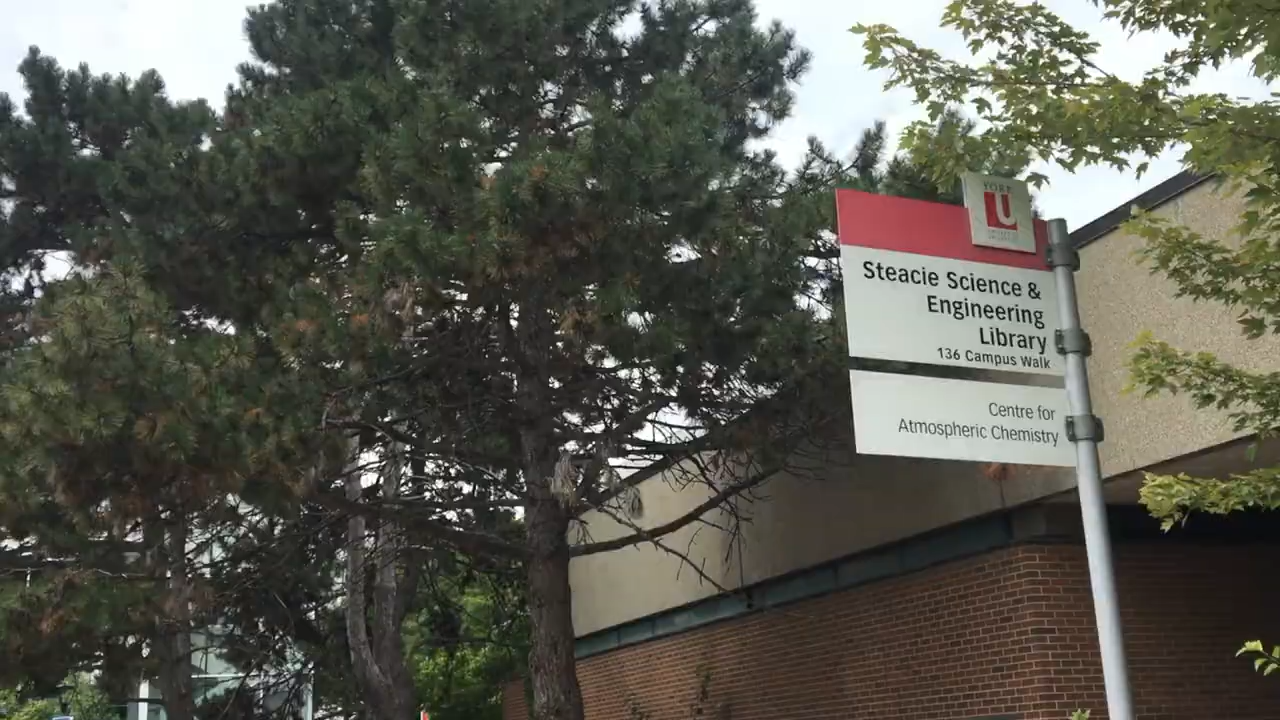 YORK
U
Steacie Science &
Engineering
Library
136 Campus Walk
Centre for
Atmospheric Chemistry